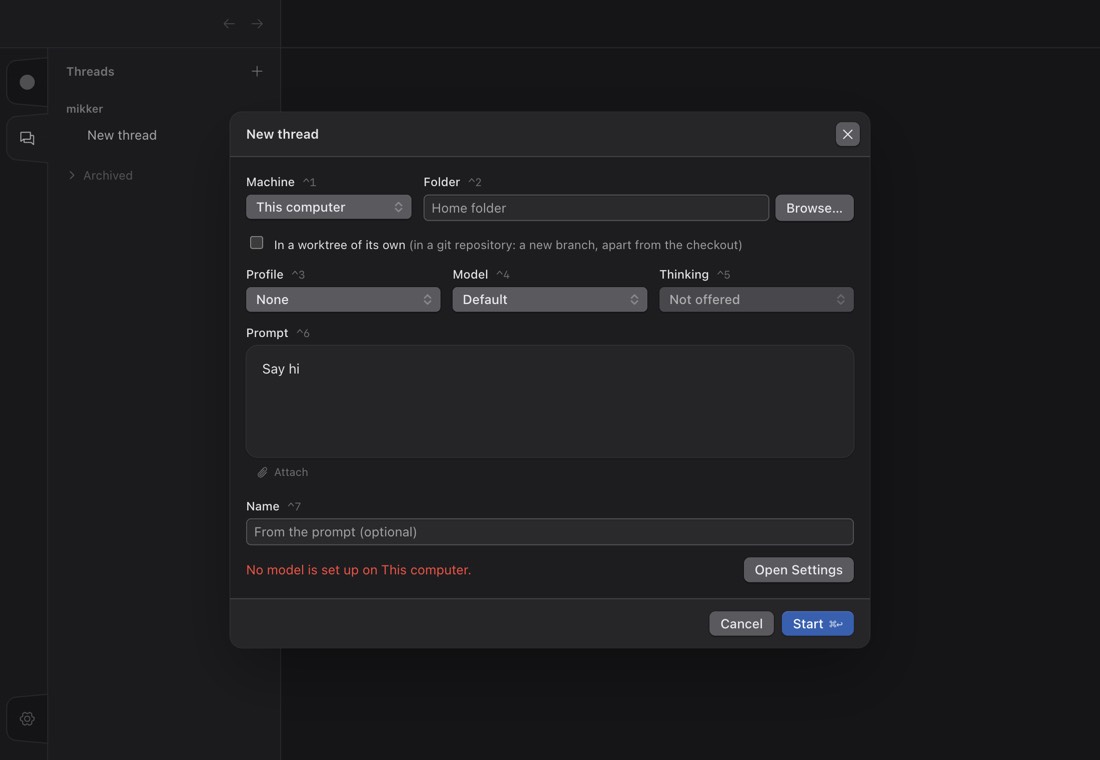 Threads
mikker
New thread
Archived
New thread
Machine ^1
Folder ^2
This computer
Home folder
Browse...
In a worktree of its own (in a git repository: a new branch, apart from the checkout)
Profile ^3
Model ^4
Thinking ^5
None
Default
Not offered
Prompt ^6
Say hi
Attach
Name ^7
From the prompt (optional)
No model is set up on This computer.
Open Settings
Cancel
Start ⌘↩